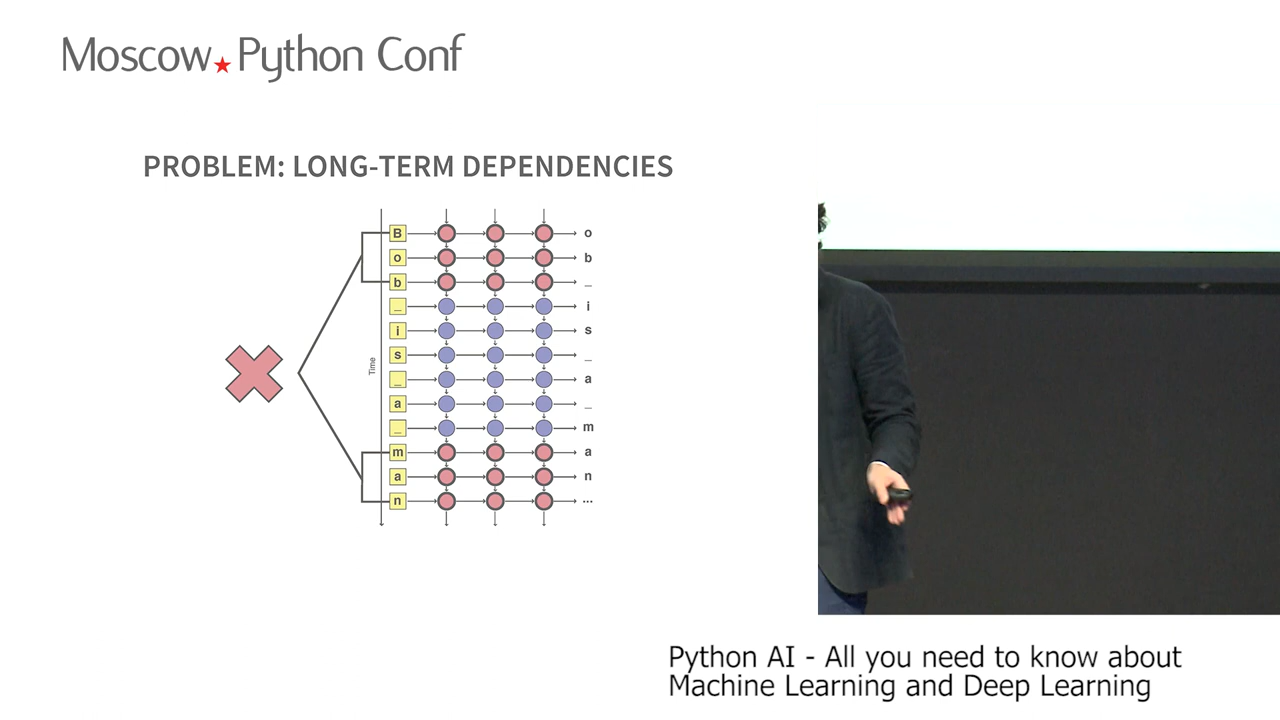 Moscow Python Conf
PROBLEM: LONG-TERM DEPENDENCIES
B o
o b
b _
_ i
i s
s _
_ a
a _
_ m
m a
a n
n ...
Time
Python AI - All you need to know about
Machine Learning and Deep Learning